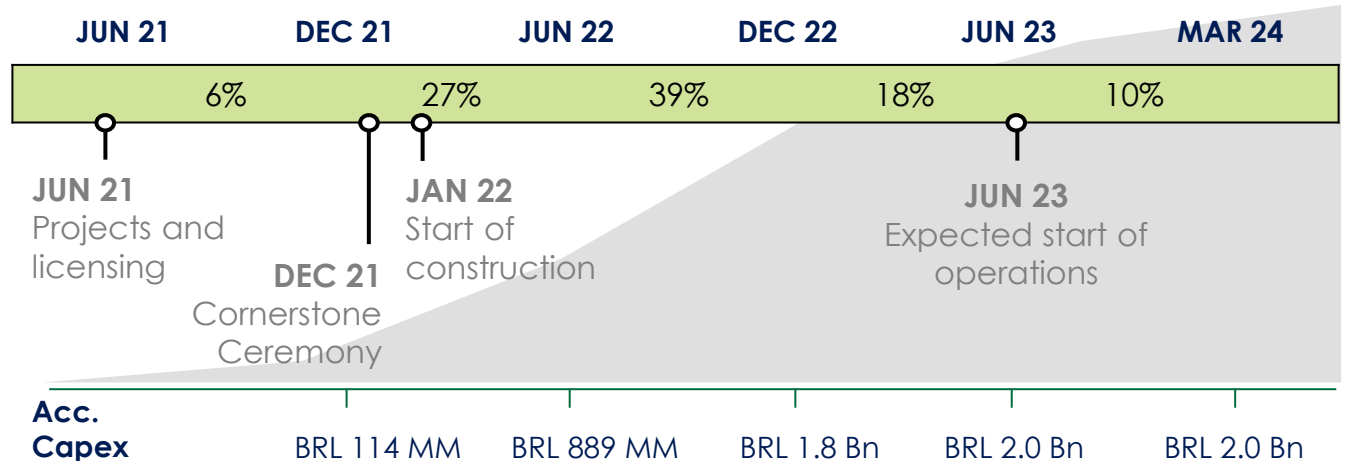 JUN 21 DEC 21 JUN 22 DEC 22 JUN 23 MAR 24
6% 27% 39% 18% 10%
JUN 21
Projects and
licensing
DEC 21
Cornerstone
Ceremony
JAN 22
Start of
construction
JUN 23
Expected start of
operations
Acc.
Capex
BRL 114 MM BRL 889 MM BRL 1.8 Bn BRL 2.0 Bn BRL 2.0 Bn